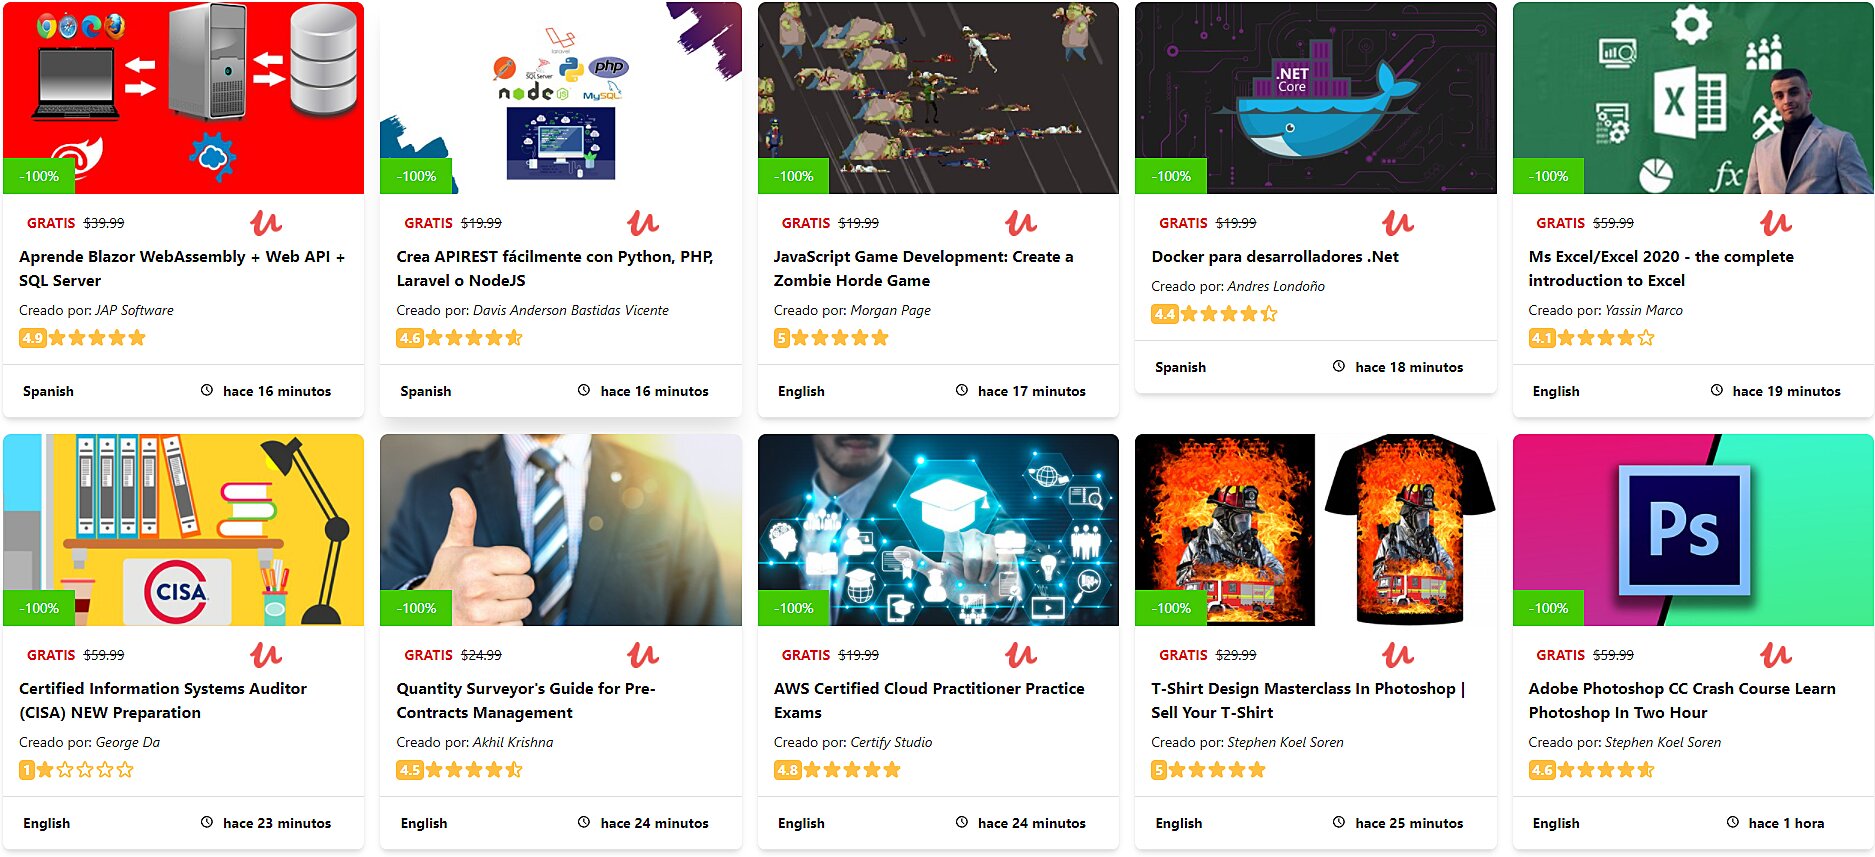 laravel
SQL Server
php
node JS
MySQL
.NET
Core
X
fx
-100%
-100%
-100%
-100%
-100%
GRATIS $39.99
Aprende Blazor WebAssembly + Web API +
SQL Server
Creado por: JAP Software
4.9
Spanish
hace 16 minutos
GRATIS $19.99
Crea APIREST fácilmente con Python, PHP,
Laravel o NodeJS
Creado por: Davis Anderson Bastidas Vicente
4.6
Spanish
hace 16 minutos
GRATIS $19.99
JavaScript Game Development: Create a
Zombie Horde Game
Creado por: Morgan Page
5
English
hace 17 minutos
GRATIS $19.99
Docker para desarrolladores .Net
Creado por: Andres Londoño
4.4
Spanish
hace 18 minutos
GRATIS $59.99
Ms Excel/Excel 2020 - the complete
introduction to Excel
Creado por: Yassin Marco
4.1
English
hace 19 minutos
CISA
Ps
-100%
-100%
-100%
-100%
-100%
GRATIS $59.99
Certified Information Systems Auditor
(CISA) NEW Preparation
Creado por: George Da
1
English
hace 23 minutos
GRATIS $24.99
Quantity Surveyor's Guide for Pre-
Contracts Management
Creado por: Akhil Krishna
4.5
English
hace 24 minutos
GRATIS $19.99
AWS Certified Cloud Practitioner Practice
Exams
Creado por: Certify Studio
4.8
English
hace 24 minutos
GRATIS $29.99
T-Shirt Design Masterclass In Photoshop |
Sell Your T-Shirt
Creado por: Stephen Koel Soren
5
English
hace 25 minutos
GRATIS $59.99
Adobe Photoshop CC Crash Course Learn
Photoshop In Two Hour
Creado por: Stephen Koel Soren
4.6
English
hace 1 hora